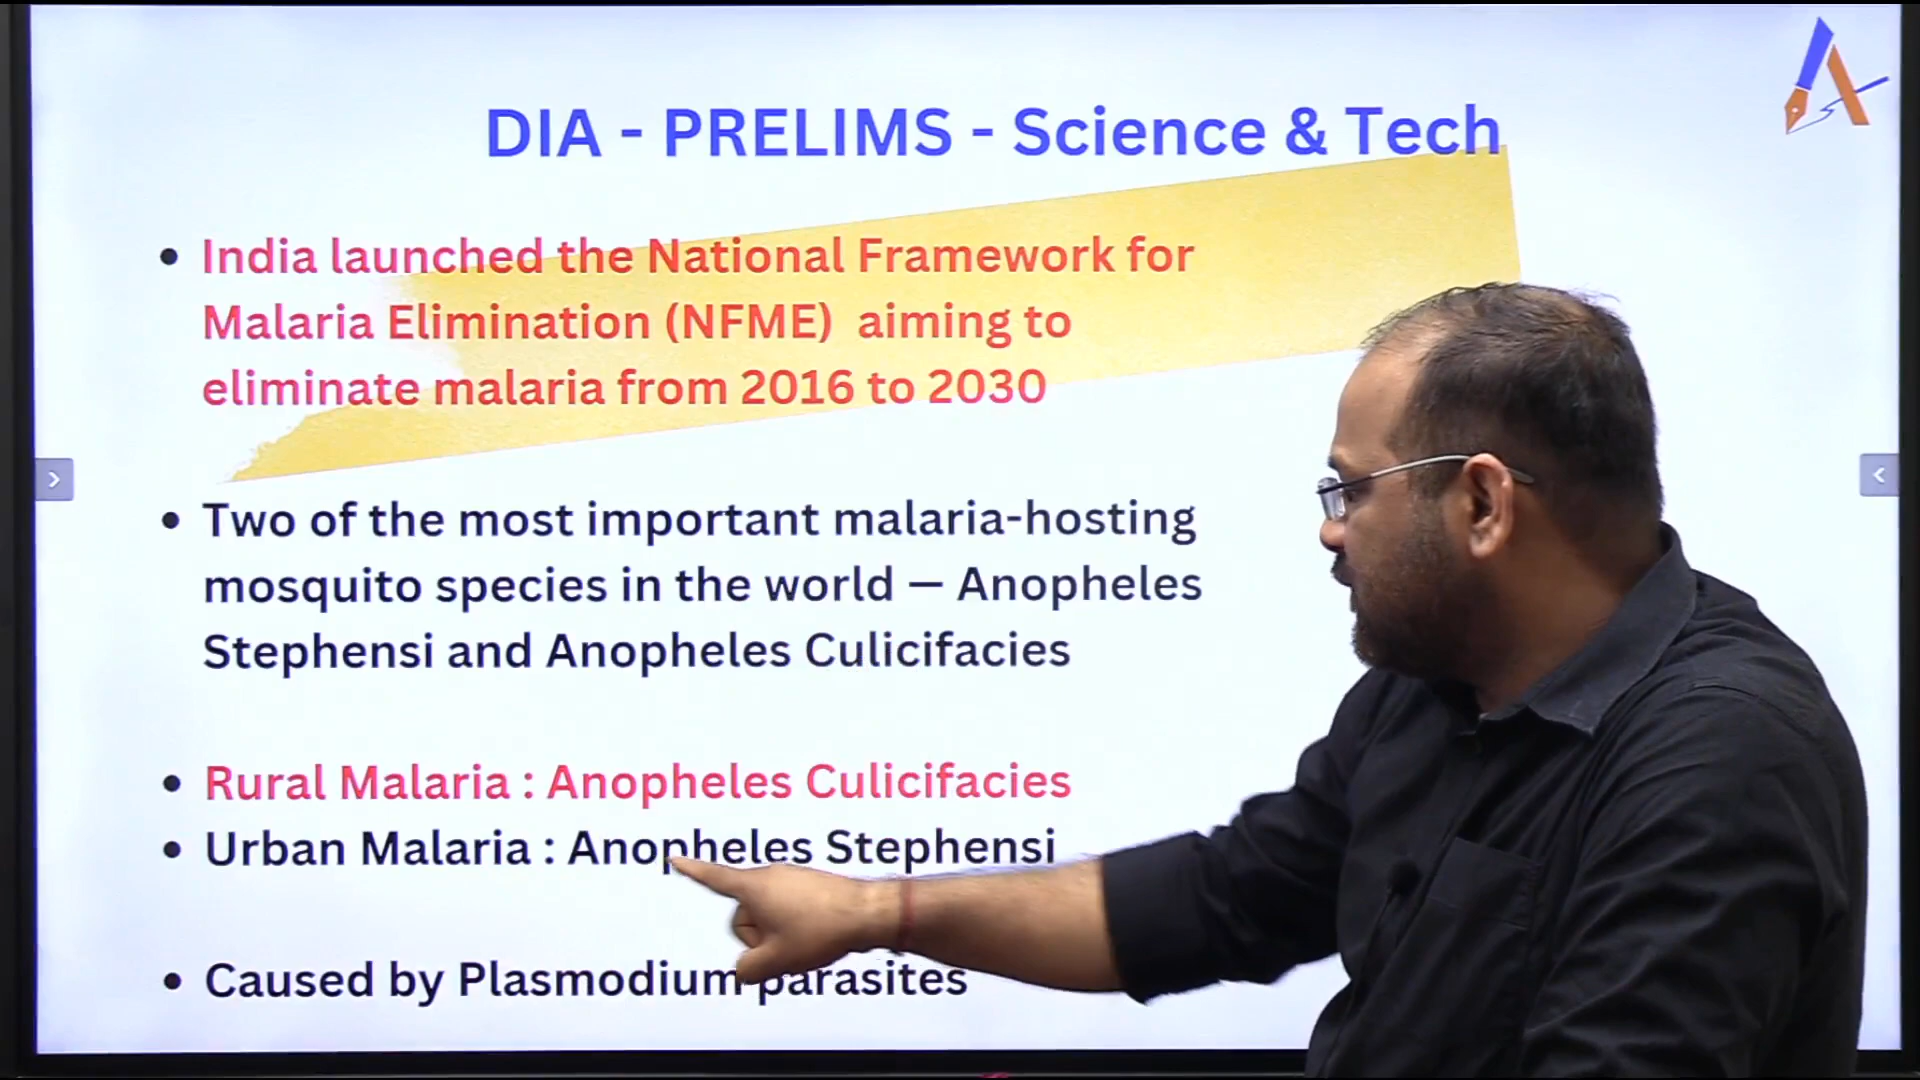 DIA - PRELIMS - Science & Tech
• India launched the National Framework for
Malaria Elimination (NFME) aiming to
eliminate malaria from 2016 to 2030
• Two of the most important malaria-hosting
mosquito species in the world — Anopheles
Stephensi and Anopheles Culicifacies
• Rural Malaria : Anopheles Culicifacies
• Urban Malaria : Anopheles Stephensi
• Caused by Plasmodium parasites